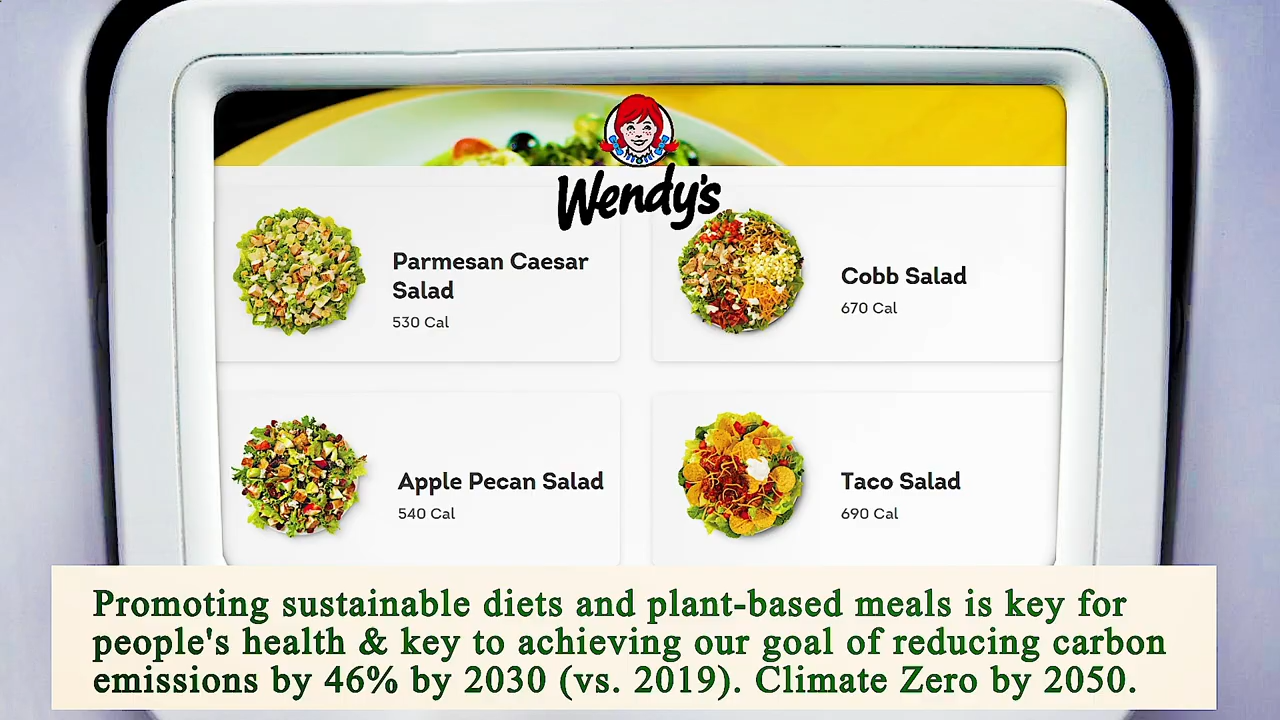 Wendy's
Parmesan Caesar
Salad
530 Cal
Cobb Salad
670 Cal
Apple Pecan Salad
540 Cal
Taco Salad
690 Cal
Promoting sustainable diets and plant-based meals is key for
people's health & key to achieving our goal of reducing carbon
emissions by 46% by 2030 (vs. 2019). Climate Zero by 2050.